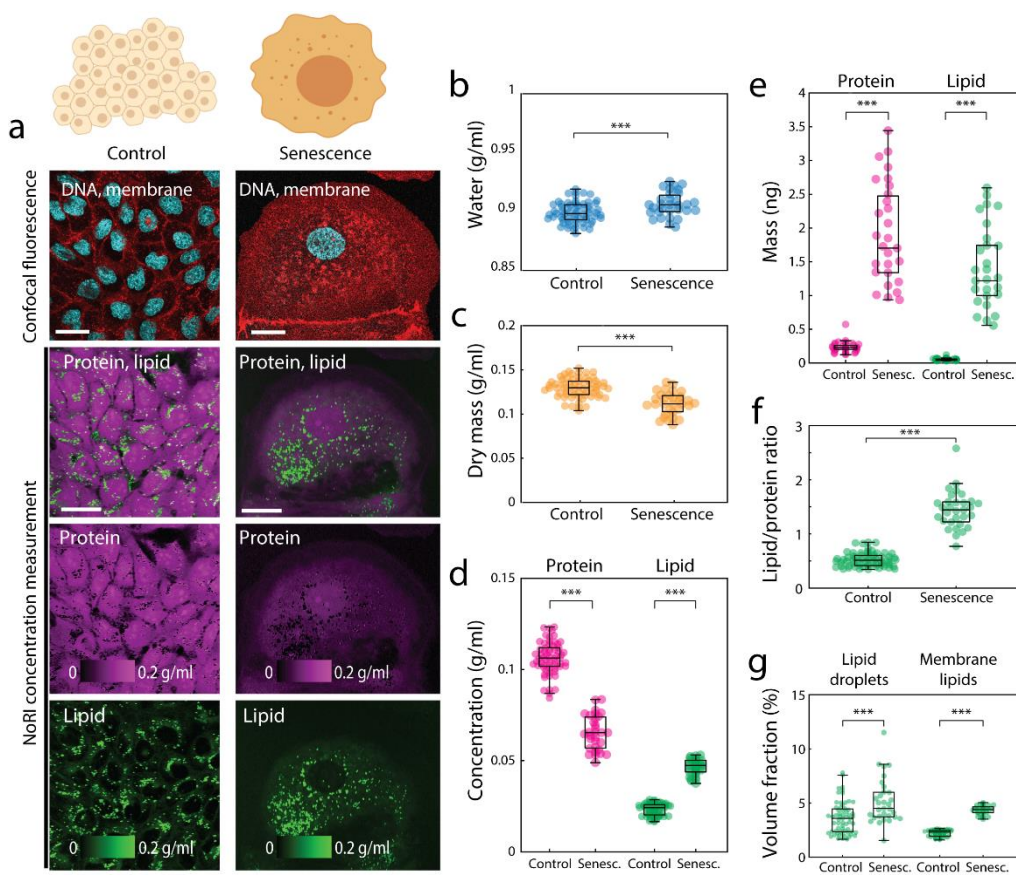 a
Control
Senescence
Confocal fluorescence
DNA, membrane
DNA, membrane
NoRI concentration measurement
Protein, lipid
Protein, lipid
Protein
0 0.2 g/ml
Protein
0 0.2 g/ml
Lipid
0 0.2 g/ml
Lipid
0 0.2 g/ml
b
Water (g/ml)
1
0.95
0.9
0.85
***
Control Senescence
c
Dry mass (g/ml)
0.2
0.15
0.1
0.05
0
***
Control Senescence
d
Protein Lipid
Concentration (g/ml)
0.15
0.1
0.05
0
*** ***
Control Senesc. Control Senesc.
e
Protein Lipid
Mass (ng)
4
3.5
3
2.5
2
1.5
1
0.5
0
*** ***
Control Senesc. Control Senesc.
f
Lipid/protein ratio
3
2
1
0
***
Control Senescence
g
Lipid droplets
Membrane lipids
Volume fraction (%)
15
10
5
0
*** ***
Control Senesc. Control Senesc.